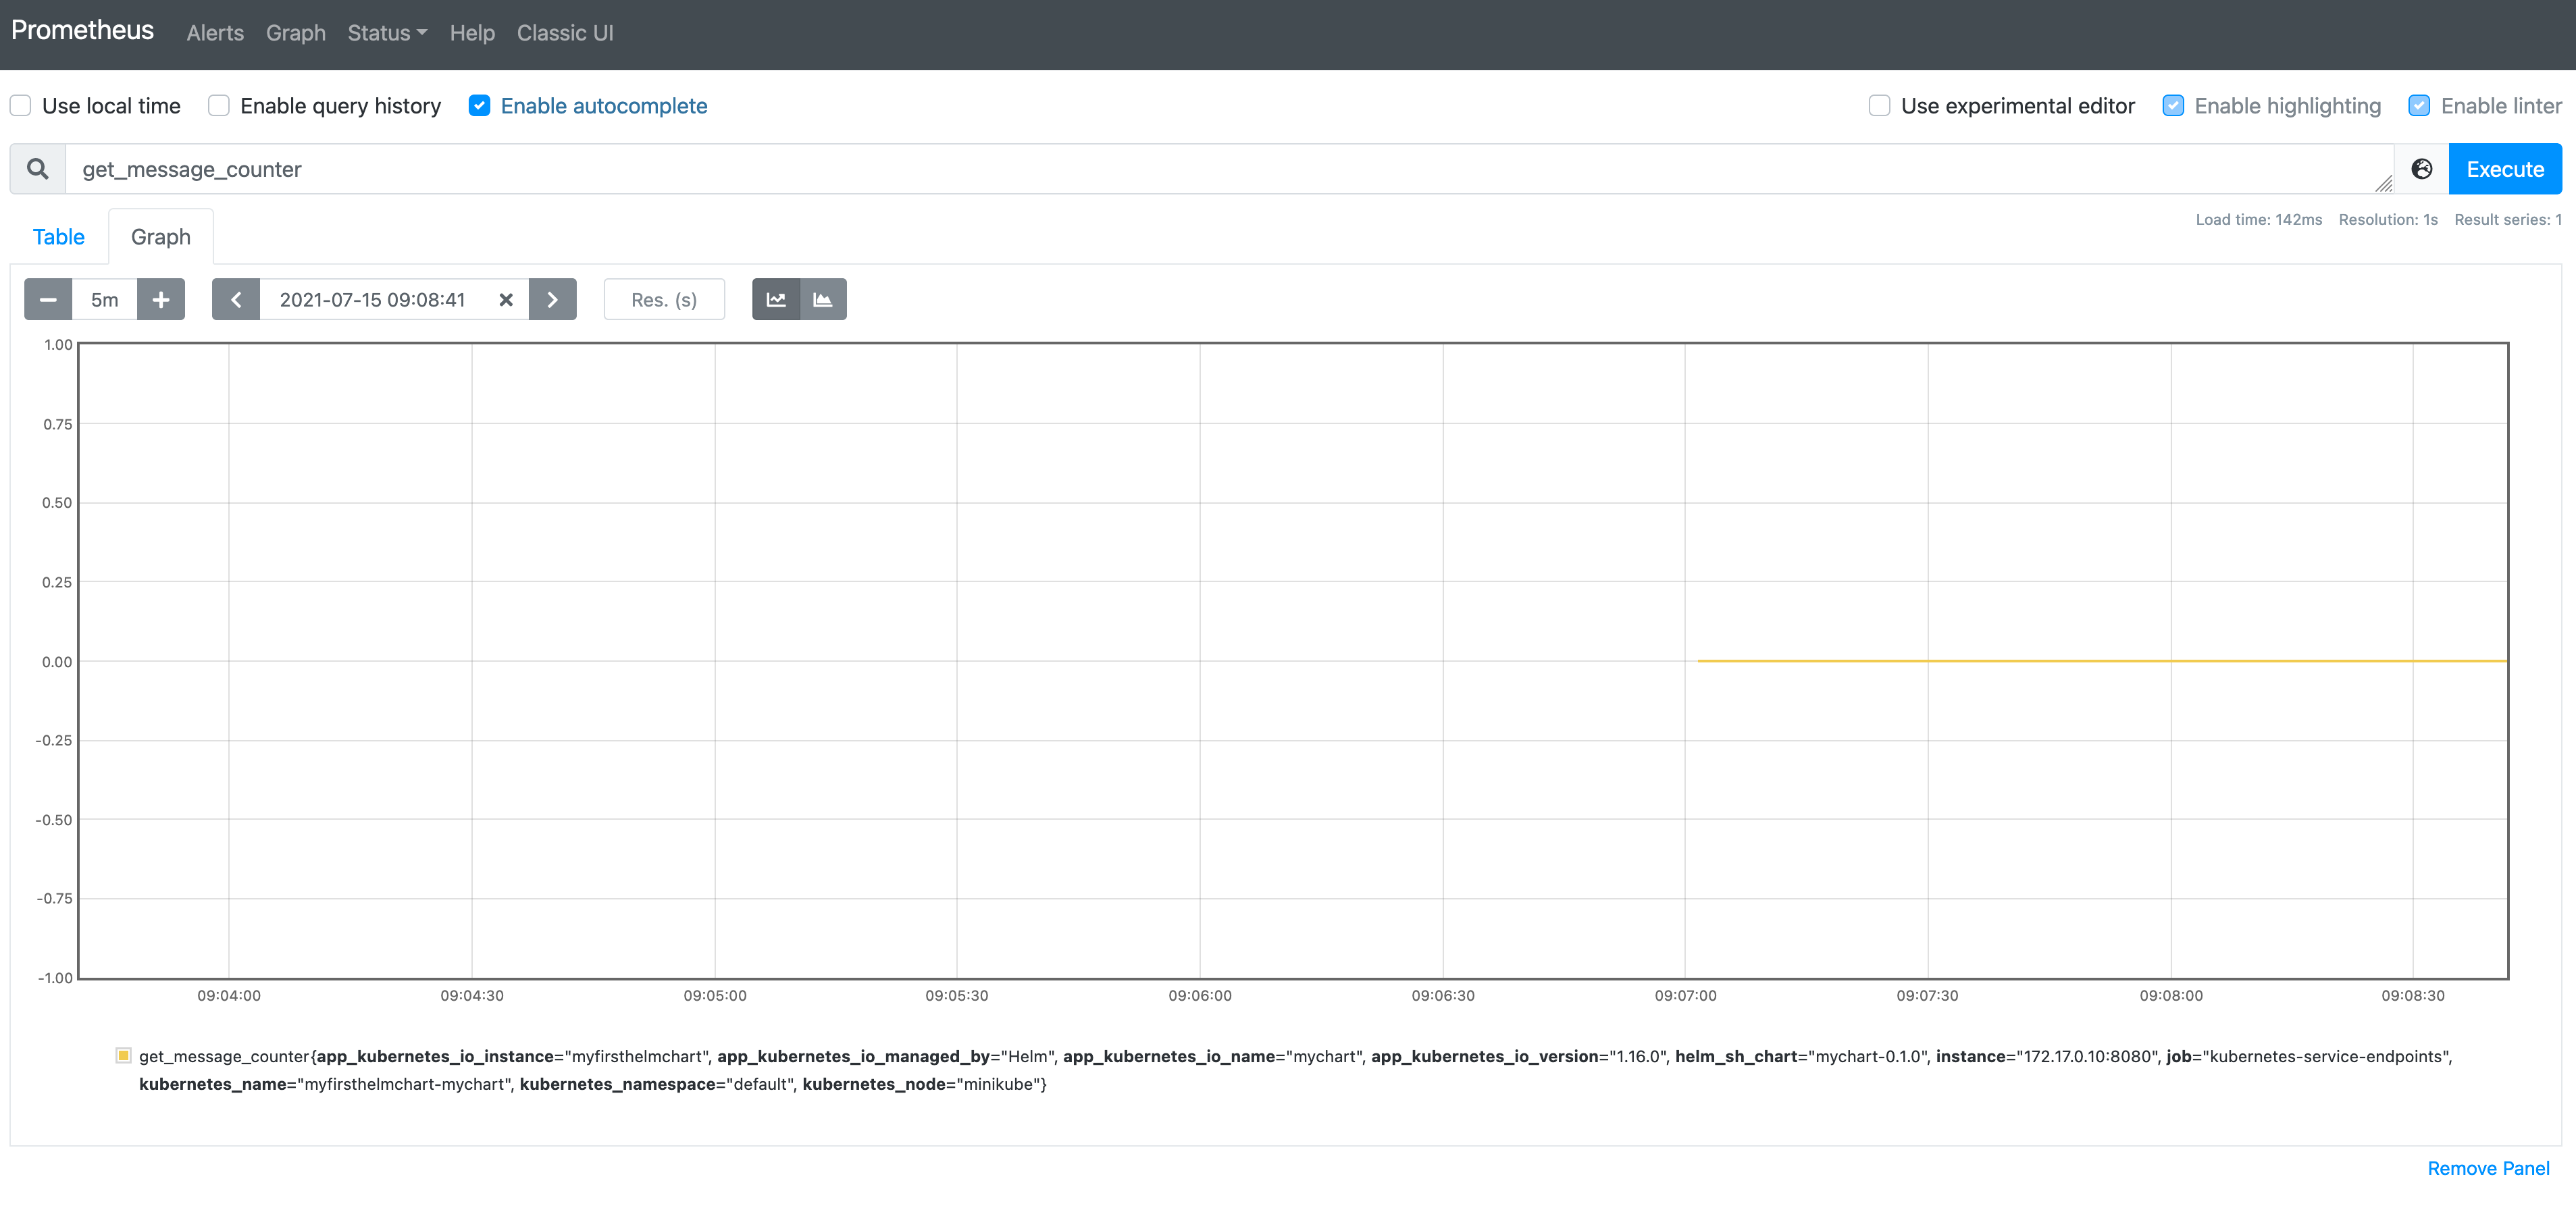 Prometheus Alerts Graph Status Help Classic UI
Use local time Enable query history Enable autocomplete Use experimental editor Enable highlighting Enable linter
get_message_counter Execute
Load time: 142ms Resolution: 1s Result series: 1
Table Graph
5m 2021-07-15 09:08:41 Res. (s)
1.00
0.75
0.50
0.25
0.00
-0.25
-0.50
-0.75
-1.00
09:04:00 09:04:30 09:05:00 09:05:30 09:06:00 09:06:30 09:07:00 09:07:30 09:08:00 09:08:30
get_message_counter{app_kubernetes_io_instance="myfirsthelmchart", app_kubernetes_io_managed_by="Helm", app_kubernetes_io_name="mychart", app_kubernetes_io_version="1.16.0", helm_sh_chart="mychart-0.1.0", instance="172.17.0.10:8080", job="kubernetes-service-endpoints",
kubernetes_name="myfirsthelmchart-mychart", kubernetes_namespace="default", kubernetes_node="minikube"}
Remove Panel